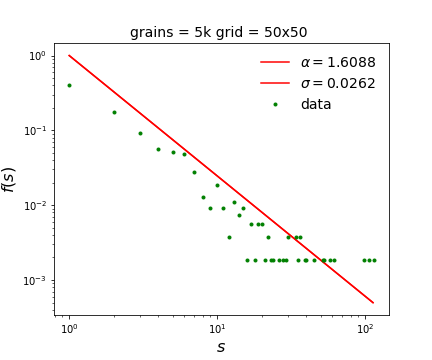 grains = 5k grid = 50x50
α = 1.6088
σ = 0.0262
data
10⁰
10⁻¹
10⁻²
10⁻³
f(s)
10⁰
10¹
10²
s